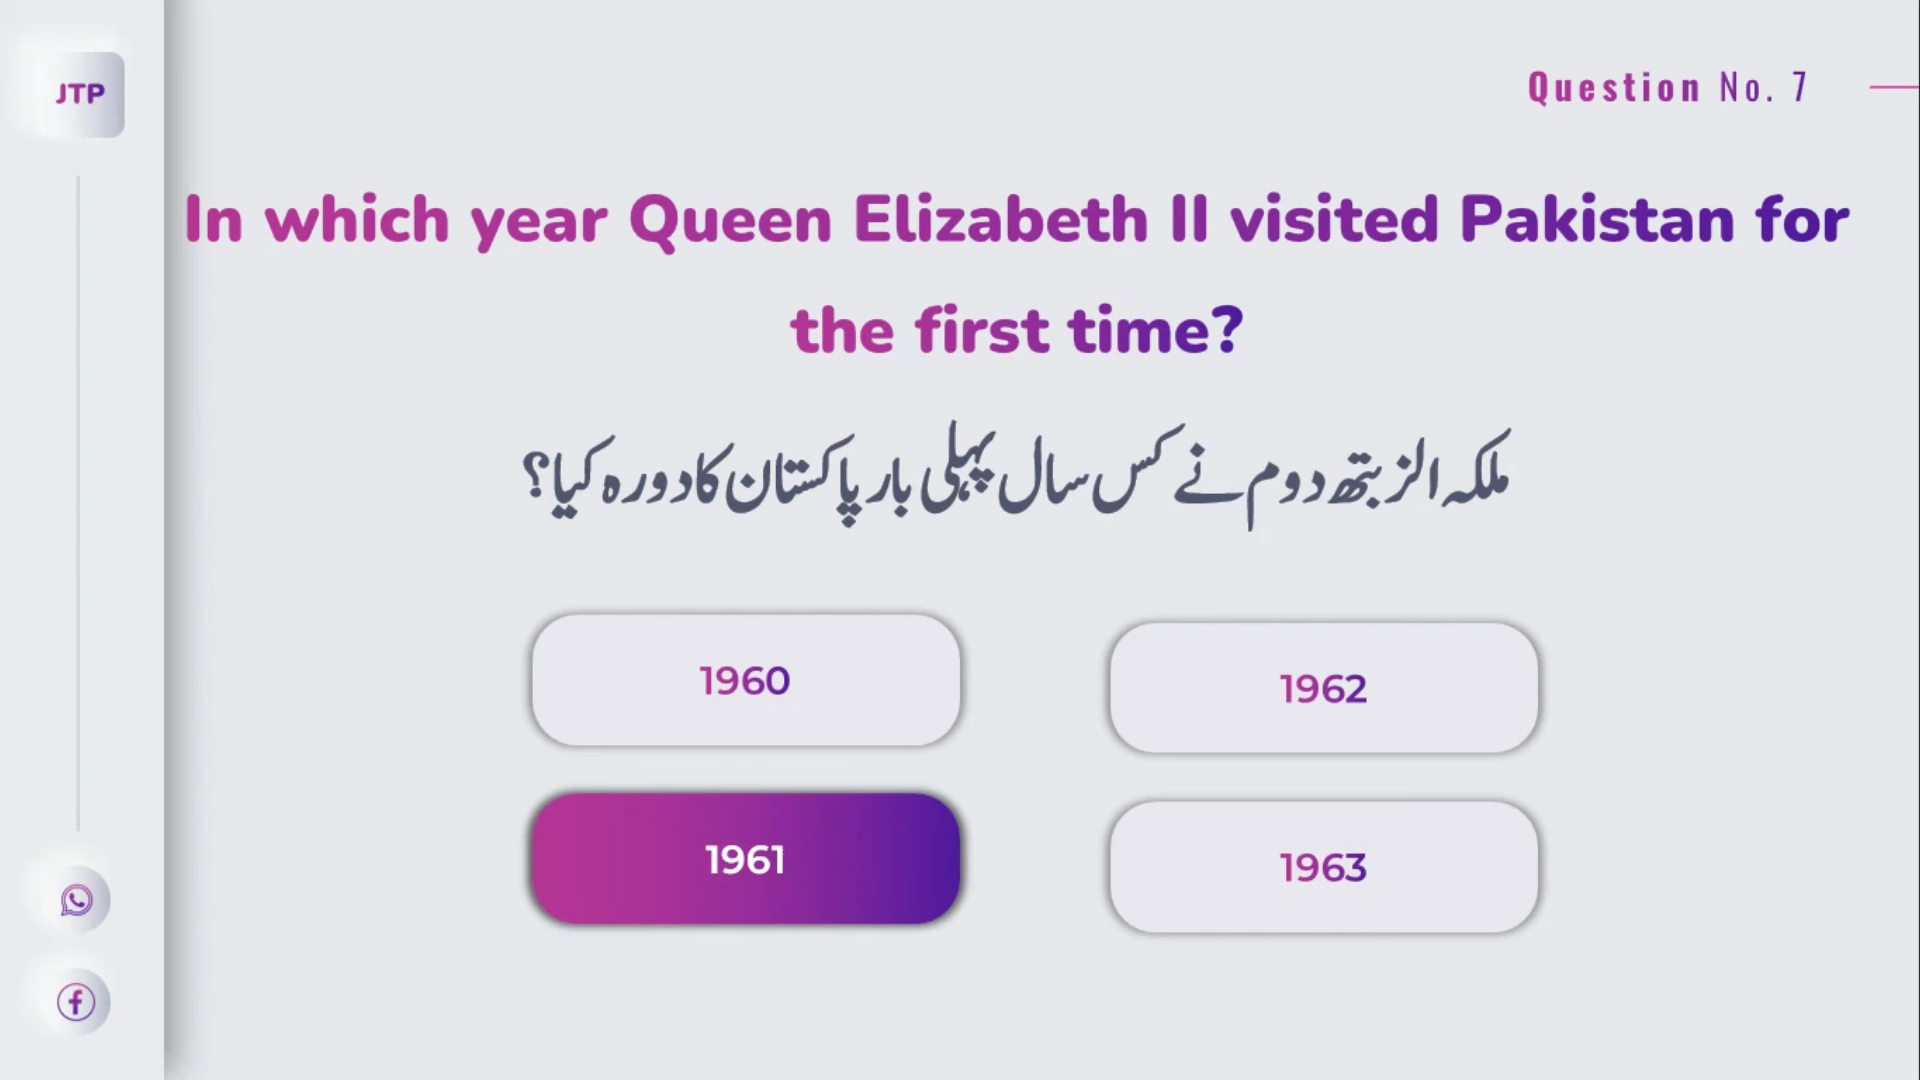 JTP
Question No. 7
In which year Queen Elizabeth II visited Pakistan for
the first time?
ملکہ الزبتھ دوم نے کس سال پہلی بار پاکستان کا دورہ کیا؟
1960
1962
1961
1963